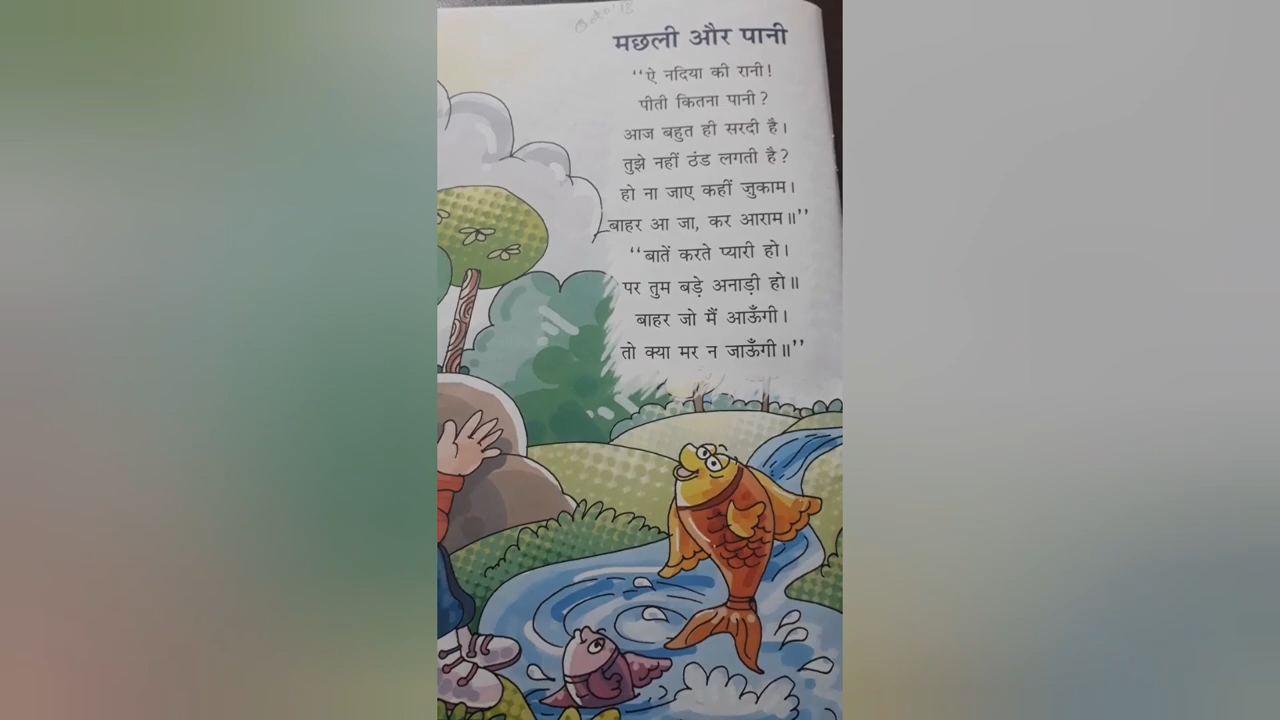 मछली और पानी
‘‘ऐ नदिया की रानी!
पीती कितना पानी?
आज बहुत ही सरदी है।
तुझे नहीं ठंड लगती है?
हो ना जाए कहीं ज़ुकाम।
बाहर आ जा, कर आराम॥’’
‘‘बातें करते प्यारी हो।
पर तुम बड़े अनाड़ी हो॥
बाहर जो मैं आऊँगी।
तो क्या मर न जाऊँगी॥’’